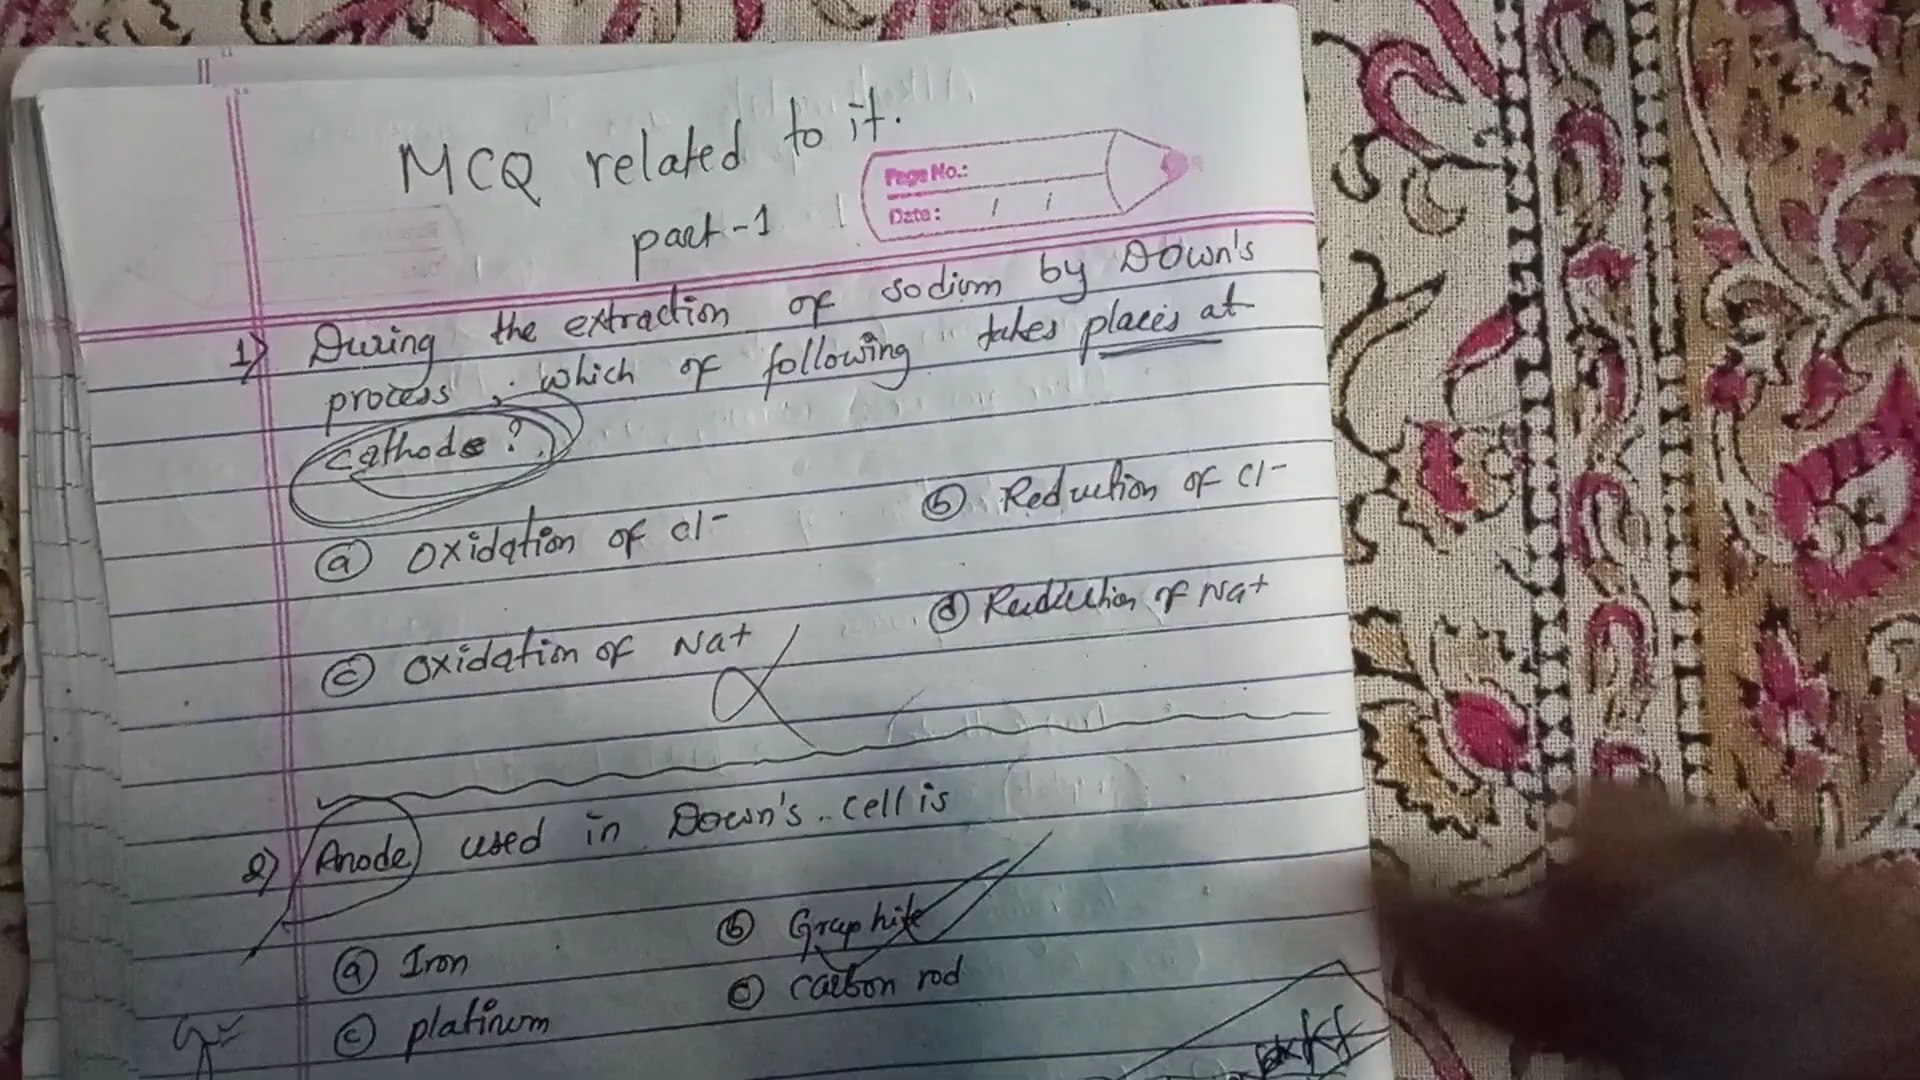 MCQ related to it.
part-1
Page No.:
Date: / /
1) During the extraction of sodium by Down's
process, which of following takes places at
cathode?
(a) Oxidation of Cl-
(b) Reduction of Cl-
(c) Oxidation of Na+
(d) Reduction of Na+
2) Anode used in Down's cell is
(a) Iron
(b) Graphite
(c) platinum
(d) carbon rod